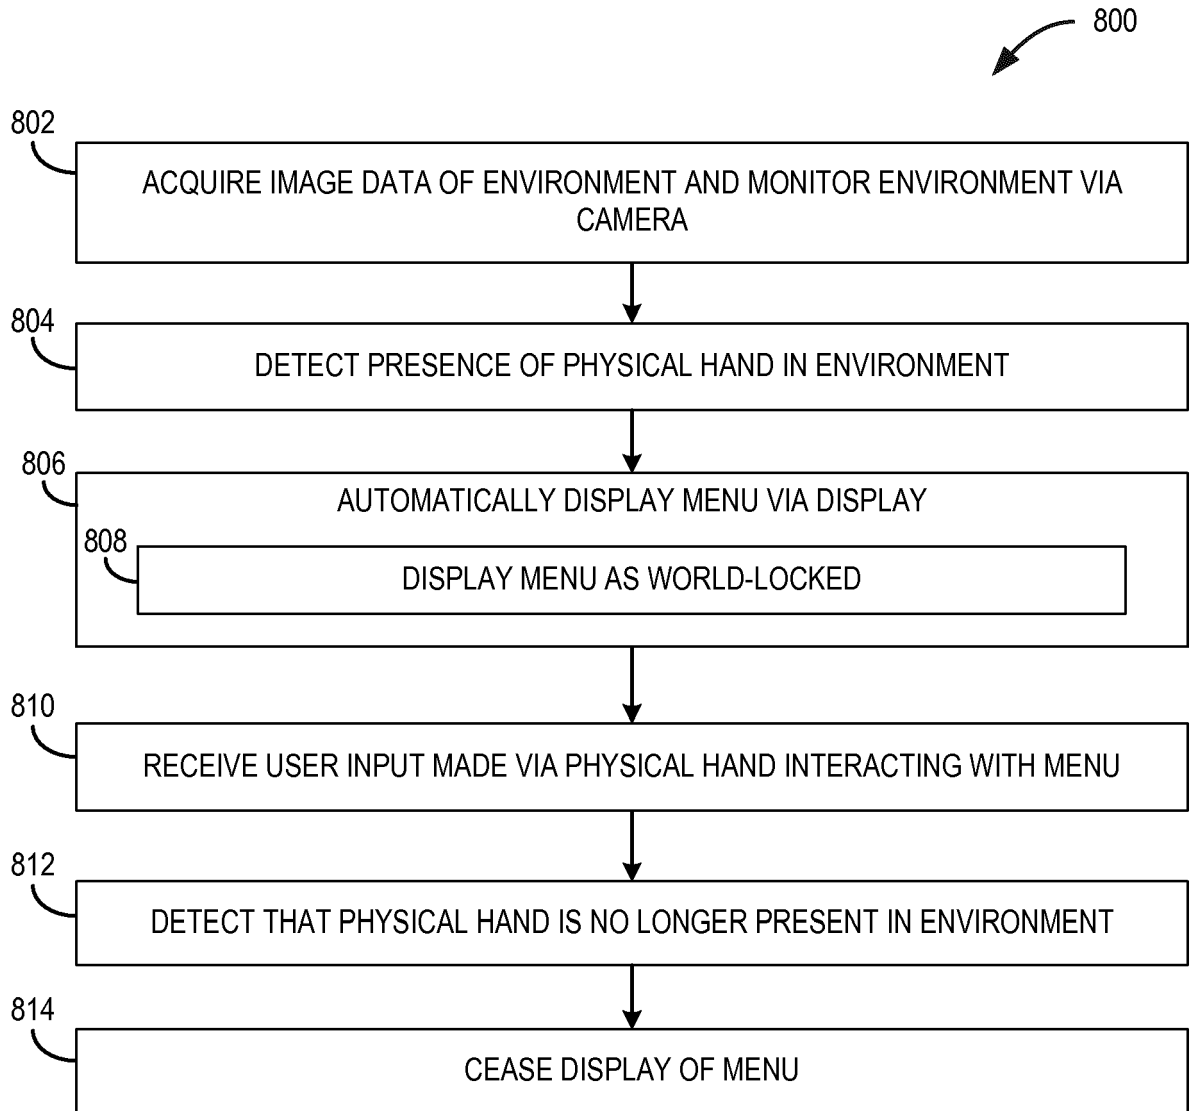 800
802
ACQUIRE IMAGE DATA OF ENVIRONMENT AND MONITOR ENVIRONMENT VIA
CAMERA
804
DETECT PRESENCE OF PHYSICAL HAND IN ENVIRONMENT
806
AUTOMATICALLY DISPLAY MENU VIA DISPLAY
808
DISPLAY MENU AS WORLD-LOCKED
810
RECEIVE USER INPUT MADE VIA PHYSICAL HAND INTERACTING WITH MENU
812
DETECT THAT PHYSICAL HAND IS NO LONGER PRESENT IN ENVIRONMENT
814
CEASE DISPLAY OF MENU